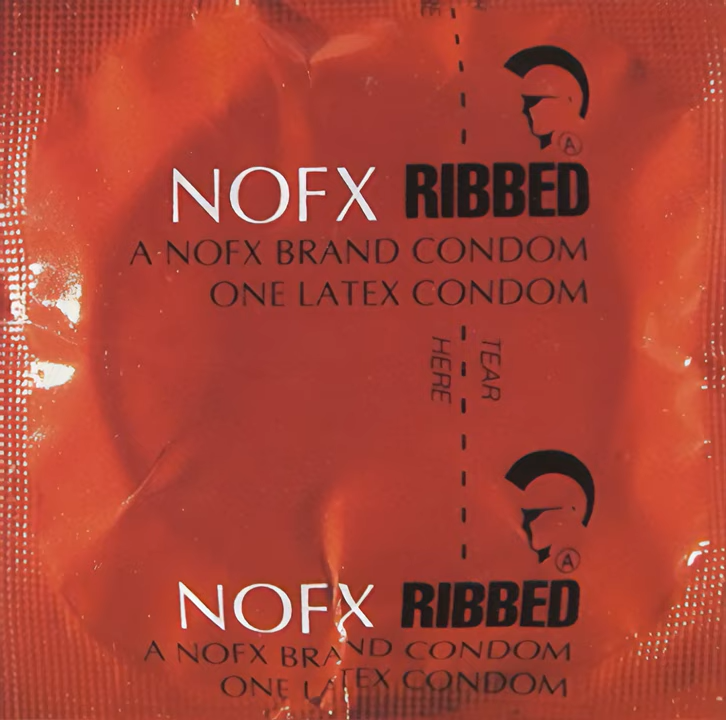 NOFX RIBBED
A NOFX BRAND CONDOM
ONE LATEX CONDOM
TEAR
HERE
NOFX RIBBED
A NOFX BRAND CONDOM
ONE LATEX CONDOM